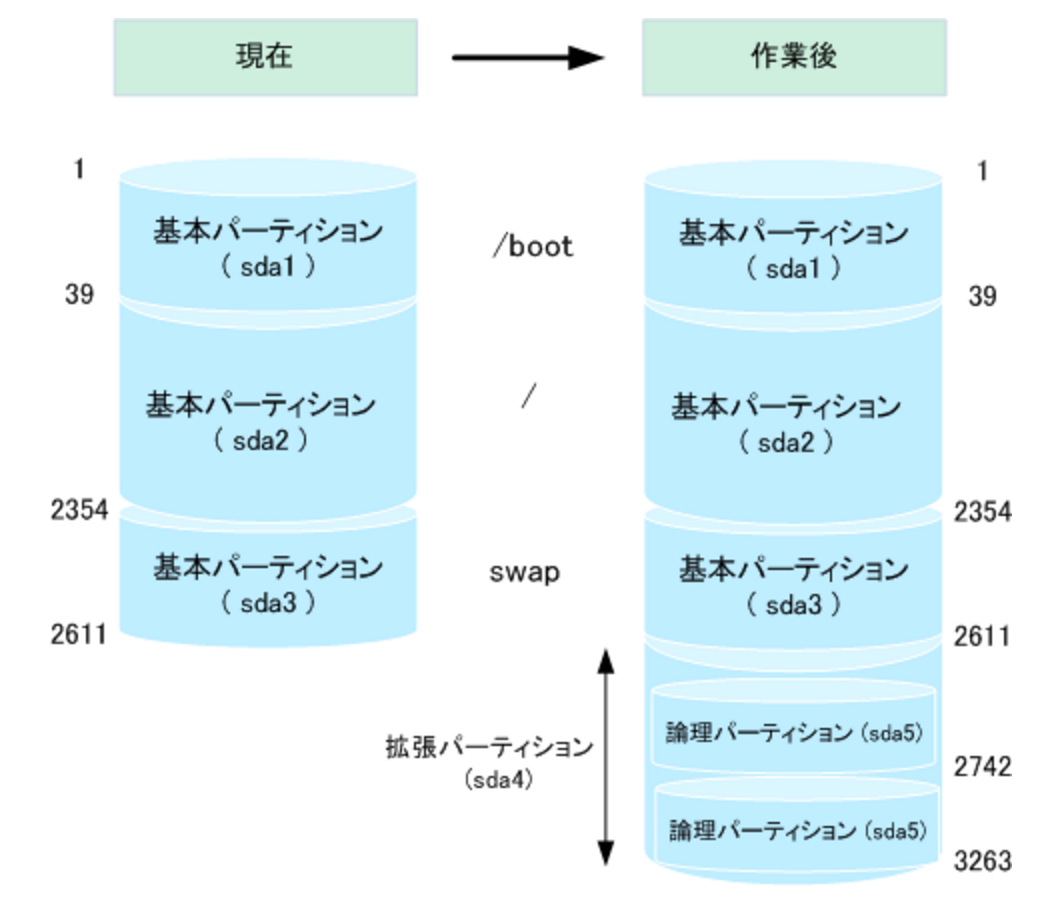 現在
作業後
1
基本パーティション
( sda1 )
39
基本パーティション
( sda2 )
2354
基本パーティション
( sda3 )
2611
/boot
/
swap
拡張パーティション
(sda4)
1
基本パーティション
( sda1 )
39
基本パーティション
( sda2 )
2354
基本パーティション
( sda3 )
2611
論理パーティション (sda5)
2742
論理パーティション (sda5)
3263